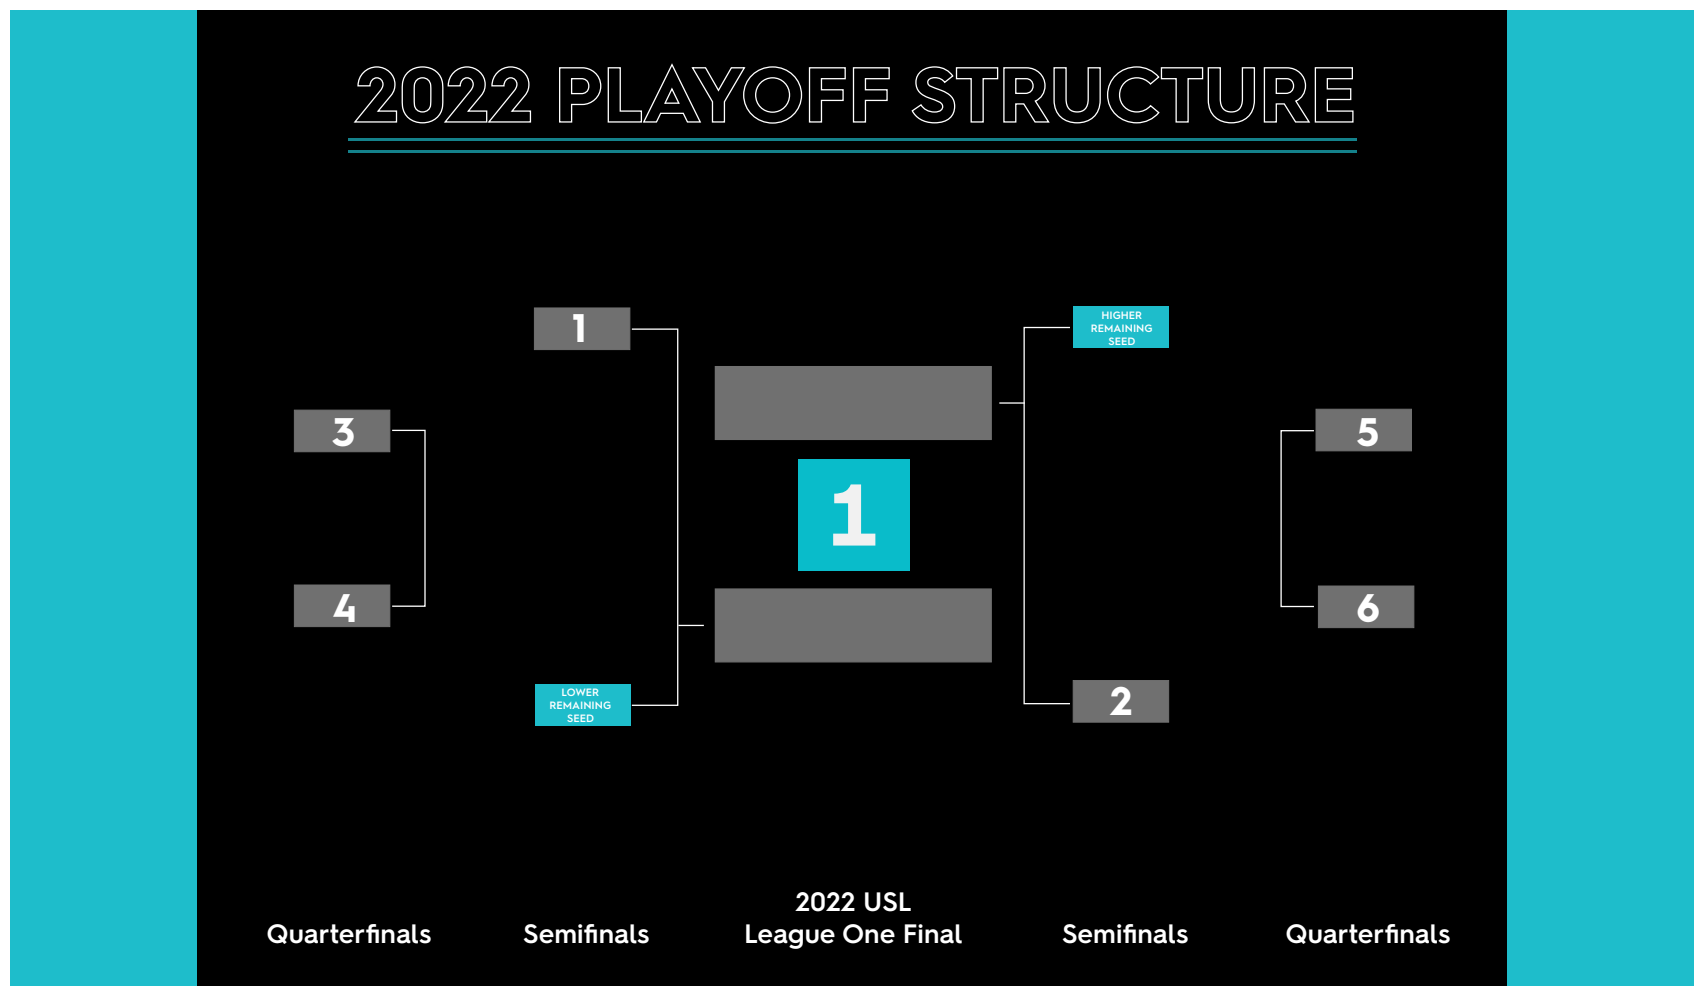 2022 PLAYOFF STRUCTURE
1
HIGHER
REMAINING
SEED
3
5
1
4
6
LOWER
REMAINING
SEED
2
2022 USL
League One Final
Quarterfinals
Semifinals
Semifinals
Quarterfinals